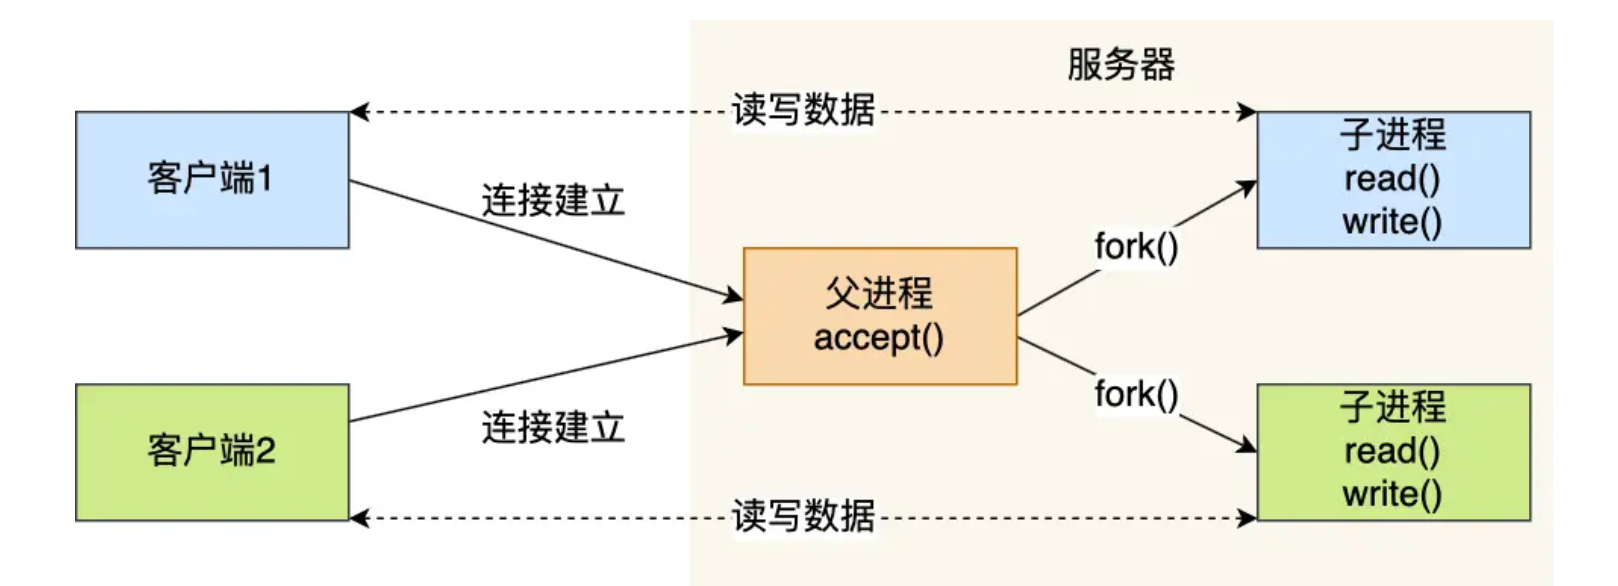 服务器
读写数据
客户端1
连接建立
子进程
read()
write()
fork()
父进程
accept()
fork()
客户端2
连接建立
子进程
read()
write()
读写数据